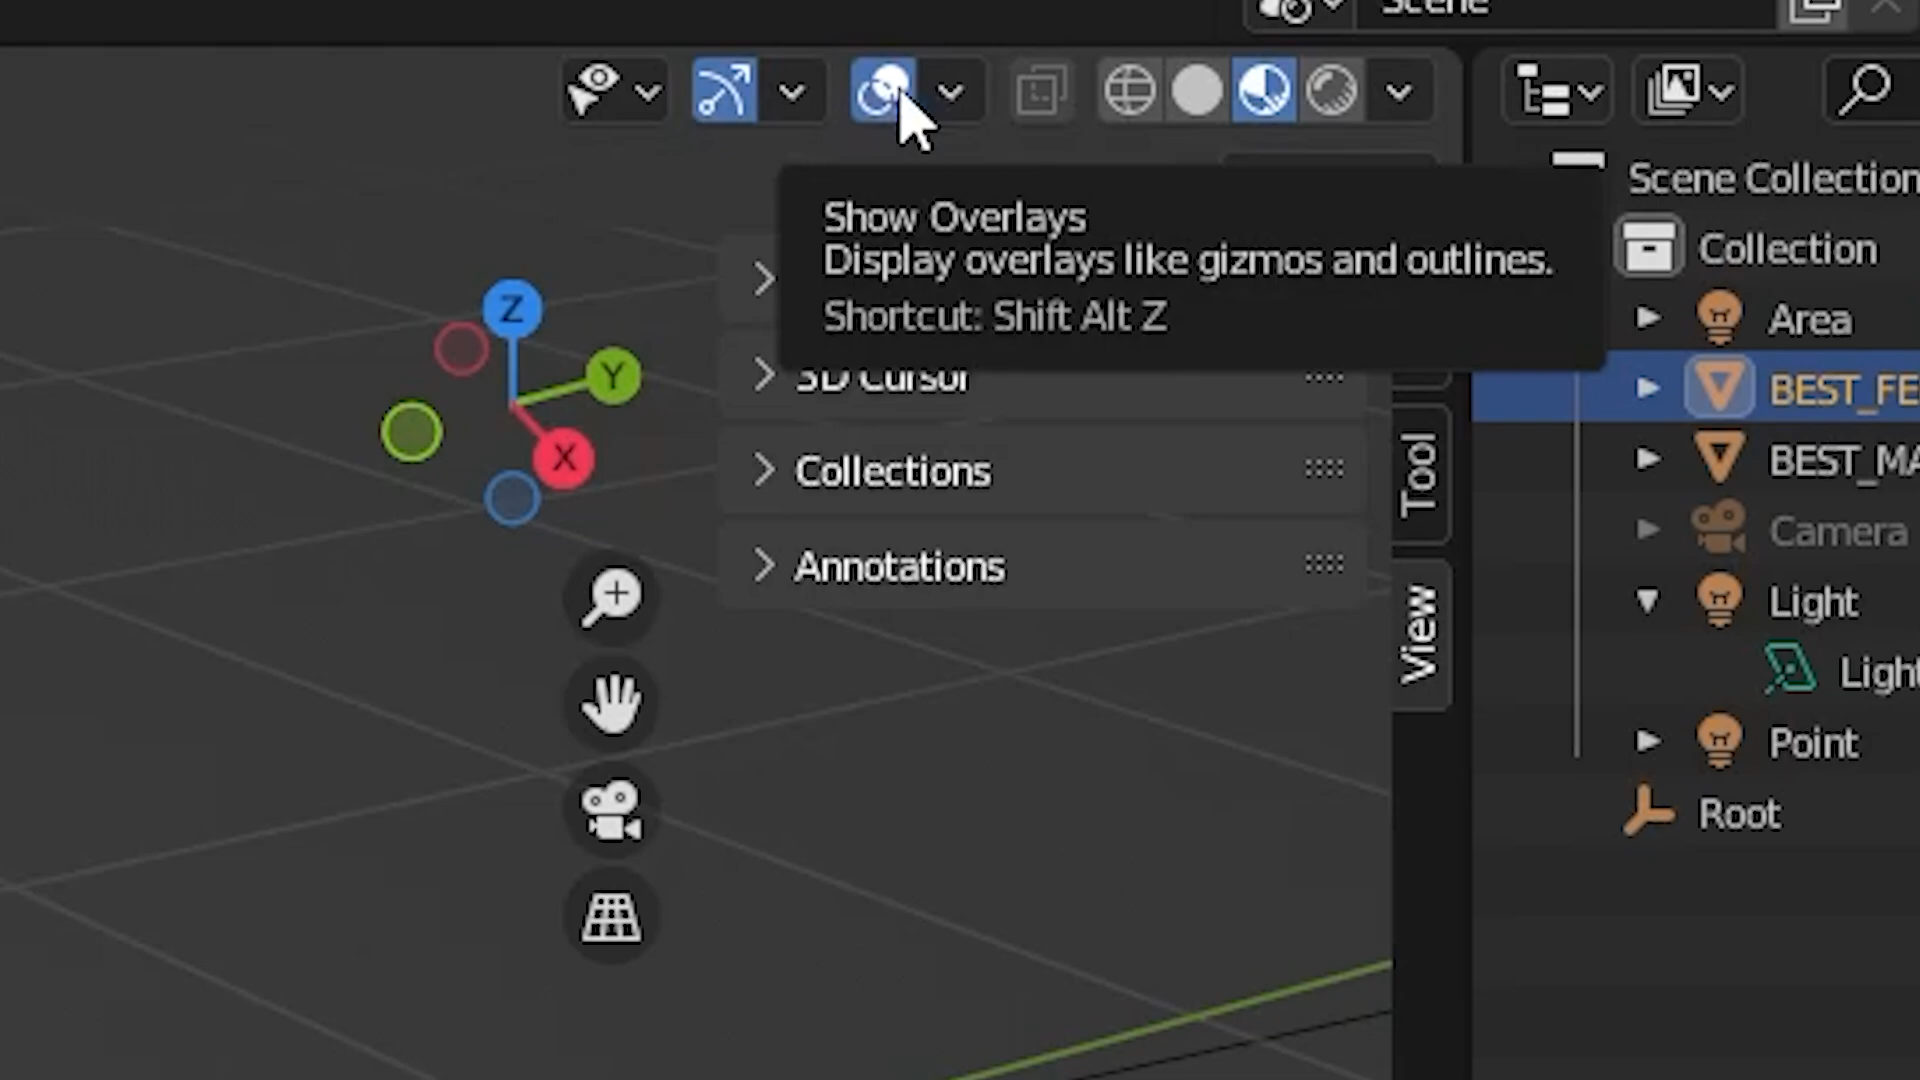 Scene
Show Overlays
Display overlays like gizmos and outlines.
Shortcut: Shift Alt Z
3D Cursor
Collections
Annotations
Tool
View
Z
Y
X
Scene Collection
Collection
Area
BEST_FE
BEST_MA
Camera
Light
Light
Point
Root